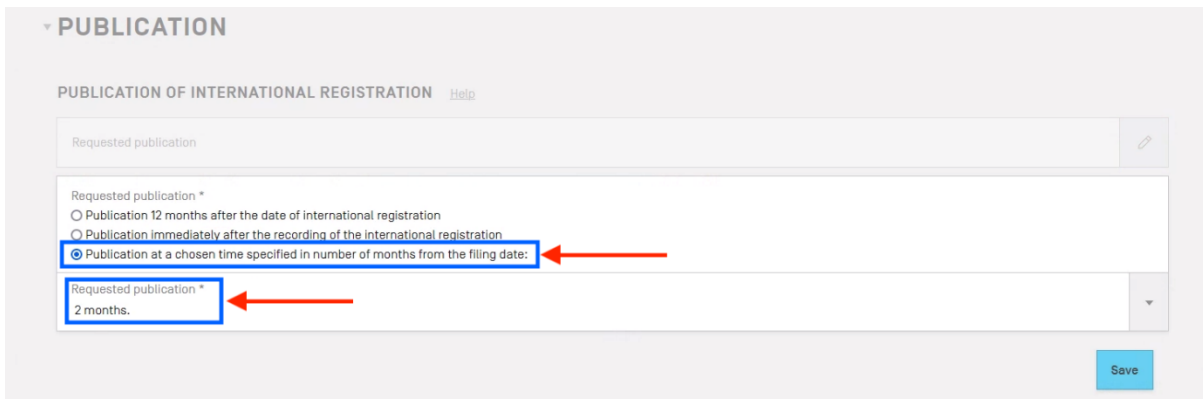 PUBLICATION
PUBLICATION OF INTERNATIONAL REGISTRATION Help
Requested publication
Requested publication *
Publication 12 months after the date of international registration
Publication immediately after the recording of the international registration
Publication at a chosen time specified in number of months from the filing date:
Requested publication *
2 months.
Save